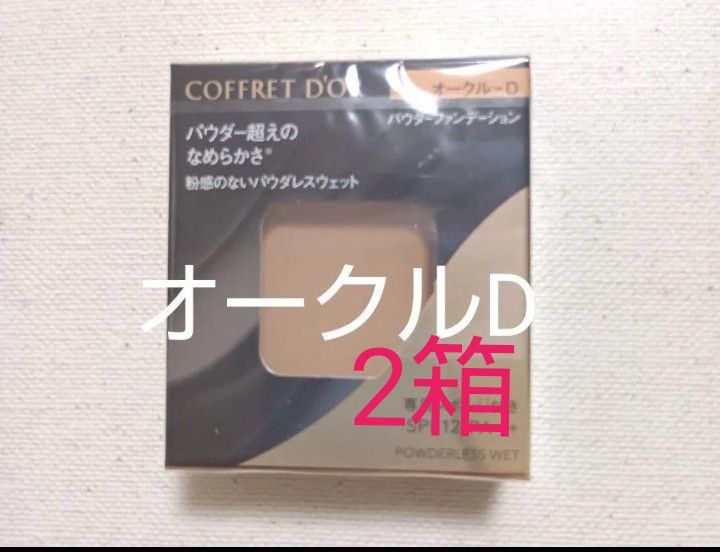 COFFRET D'OR
オークル-D
パウダーファンデーション
パウダー超えの
なめらかさ※
粉感のないパウダレスウェット
オークルD
2箱
POWDERLESS WET